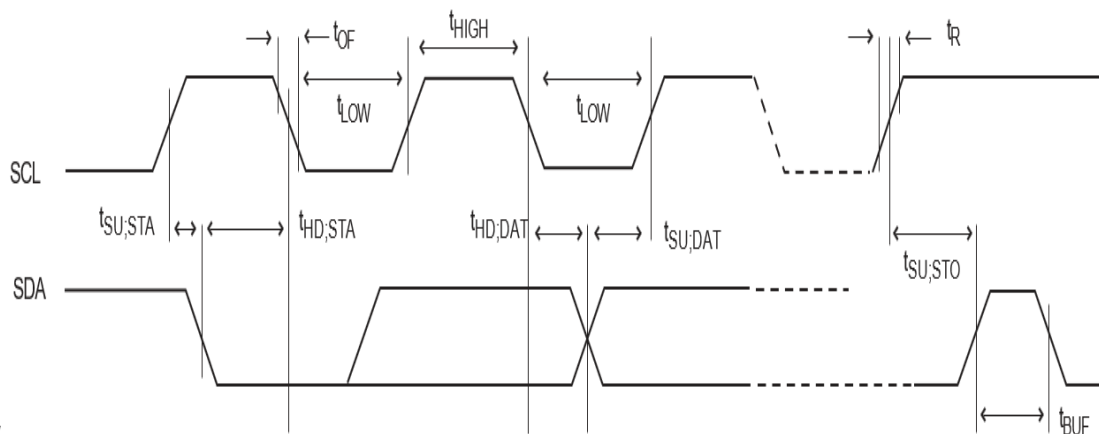 tOF
tHIGH
tR
tLOW
tLOW
SCL
tSU;STA
tHD;STA
tHD;DAT
tSU;DAT
tSU;STO
SDA
tBUF